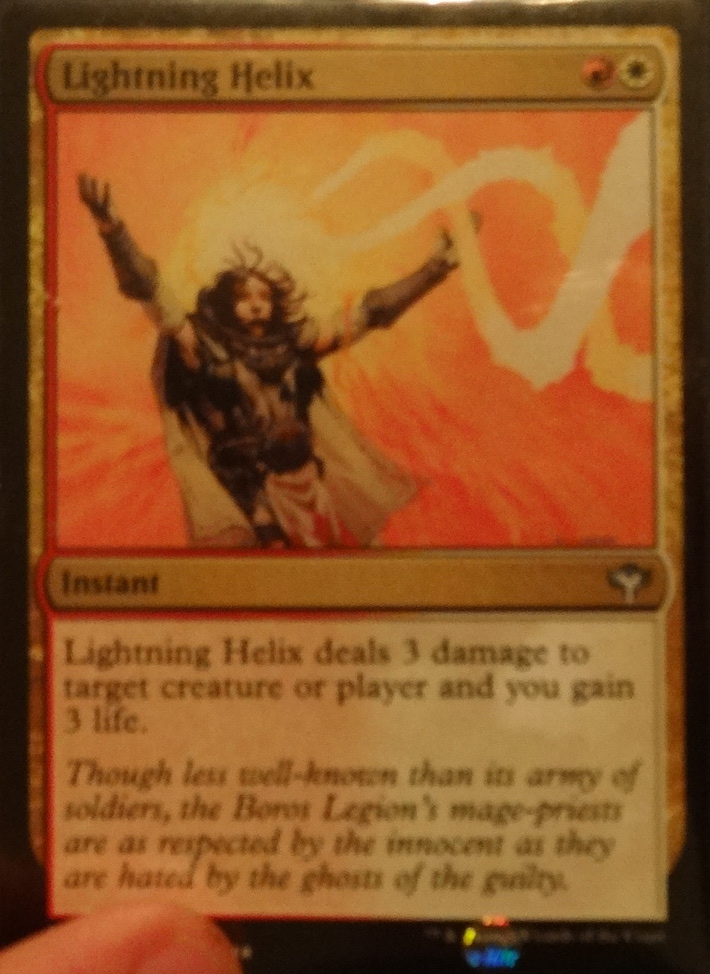 Lightning Helix
Instant
Lightning Helix deals 3 damage to
target creature or player and you gain
3 life.
Though less well-known than its army of
soldiers, the Boros Legion's mage-priests
are as respected by the innocent as they
are hated by the ghosts of the guilty.